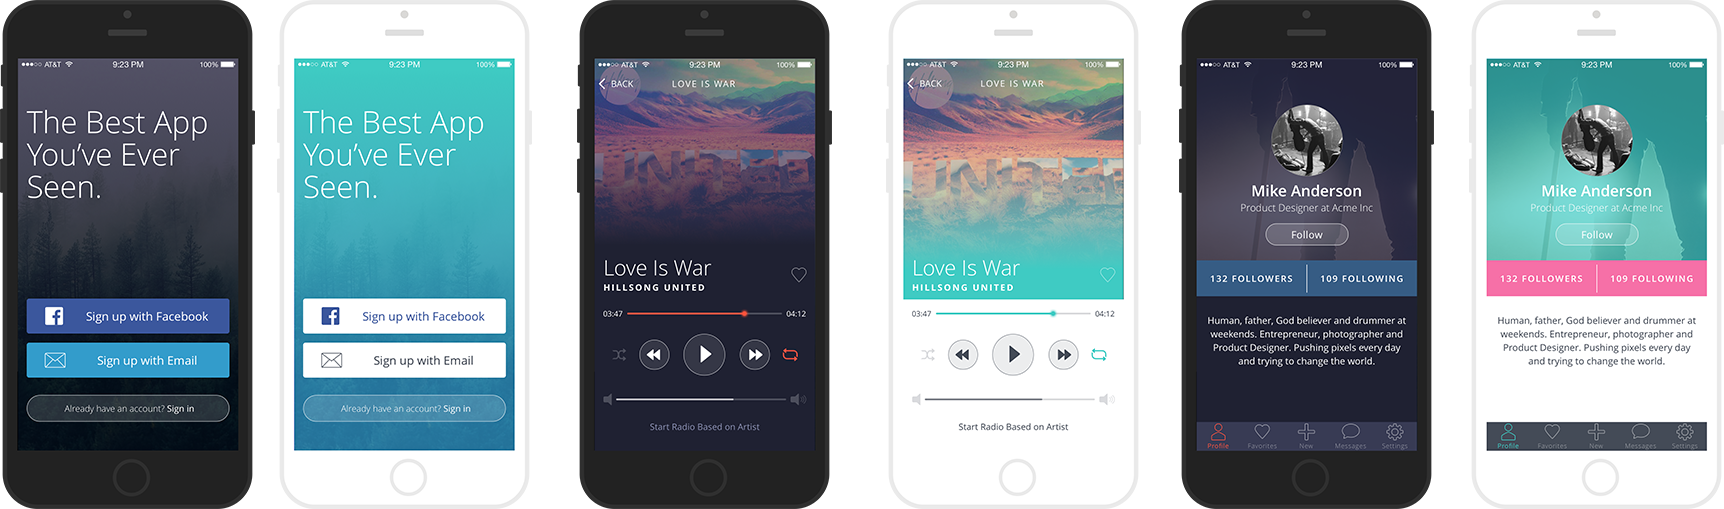 AT&T 9:23 PM 100%
The Best App
You've Ever
Seen.
Sign up with Facebook
Sign up with Email
Already have an account? Sign in
AT&T 9:23 PM 100%
The Best App
You've Ever
Seen.
Sign up with Facebook
Sign up with Email
Already have an account? Sign in
AT&T 9:23 PM 100%
BACK LOVE IS WAR
UNITED
Love Is War
HILLSONG UNITED
03:47 04:12
Start Radio Based on Artist
AT&T 9:23 PM 100%
BACK LOVE IS WAR
UNITED
Love Is War
HILLSONG UNITED
03:47 04:12
Start Radio Based on Artist
AT&T 9:23 PM 100%
Mike Anderson
Product Designer at Acme Inc
Follow
132 FOLLOWERS 109 FOLLOWING
Human, father, God believer and drummer at
weekends. Entrepreneur, photographer and
Product Designer. Pushing pixels every day
and trying to change the world.
Profile Favorites New Messages Settings
AT&T 9:23 PM 100%
Mike Anderson
Product Designer at Acme Inc
Follow
132 FOLLOWERS 109 FOLLOWING
Human, father, God believer and drummer at
weekends. Entrepreneur, photographer and
Product Designer. Pushing pixels every day
and trying to change the world.
Profile Favorites New Messages Settings